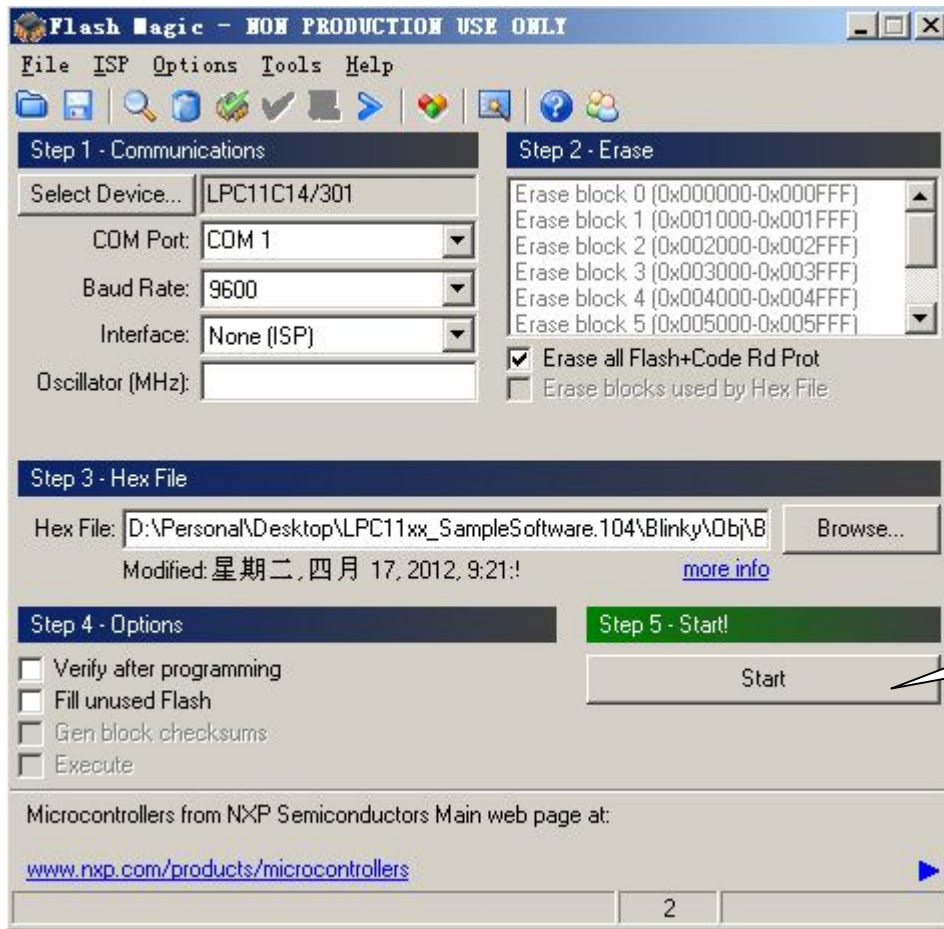 Flash Magic - NON PRODUCTION USE ONLY
File ISP Options Tools Help
Step 1 - Communications
Select Device... LPC11C14/301
COM Port: COM 1
Baud Rate: 9600
Interface: None (ISP)
Oscillator (MHz):
Step 2 - Erase
Erase block 0 (0x000000-0x000FFF)
Erase block 1 (0x001000-0x001FFF)
Erase block 2 (0x002000-0x002FFF)
Erase block 3 (0x003000-0x003FFF)
Erase block 4 (0x004000-0x004FFF)
Erase block 5 (0x005000-0x005FFF)
Erase all Flash+Code Rd Prot
Erase blocks used by Hex File
Step 3 - Hex File
Hex File: D:\Personal\Desktop\LPC11xx_SampleSoftware.104\Blinky\Obj\B Browse...
Modified: 星期二, 四月 17, 2012, 9:21:! more info
Step 4 - Options
Verify after programming
Fill unused Flash
Gen block checksums
Execute
Step 5 - Start!
Start
Microcontrollers from NXP Semiconductors Main web page at:
www.nxp.com/products/microcontrollers
2